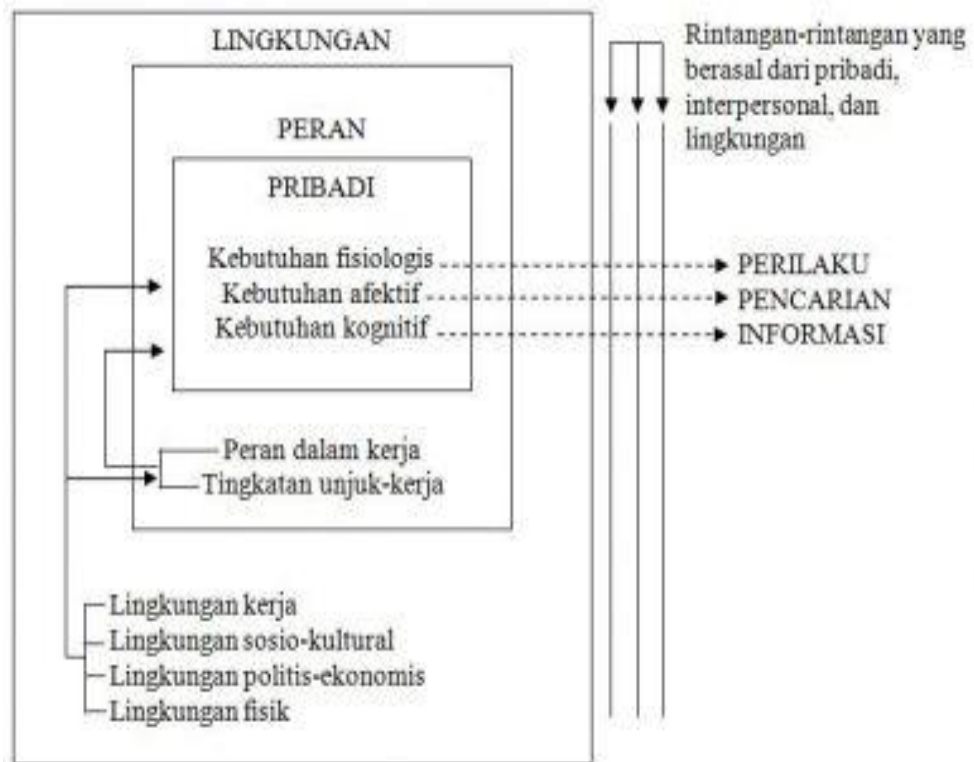 LINGKUNGAN
PERAN
PRIBADI
Kebutuhan fisiologis
Kebutuhan afektif
Kebutuhan kognitif
Peran dalam kerja
Tingkatan unjuk-kerja
Lingkungan kerja
Lingkungan sosio-kultural
Lingkungan politis-ekonomis
Lingkungan fisik
Rintangan-rintangan yang
berasal dari pribadi,
interpersonal, dan
lingkungan
PERILAKU
PENCARIAN
INFORMASI